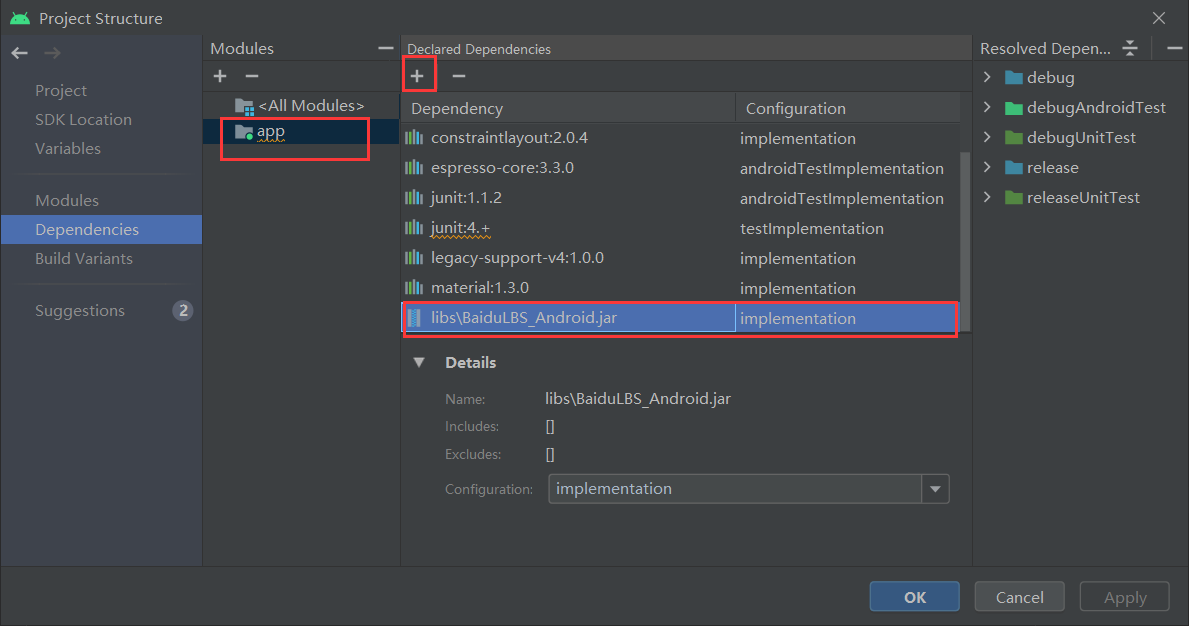 Project Structure
Project
SDK Location
Variables
Modules
Dependencies
Build Variants
Suggestions 2
Modules
<All Modules>
app
Declared Dependencies
Dependency Configuration
constraintlayout:2.0.4 implementation
espresso-core:3.3.0 androidTestImplementation
junit:1.1.2 androidTestImplementation
junit:4.+ testImplementation
legacy-support-v4:1.0.0 implementation
material:1.3.0 implementation
libs\BaiduLBS_Android.jar implementation
Details
Name: libs\BaiduLBS_Android.jar
Includes: []
Excludes: []
Configuration: implementation
Resolved Depen...
debug
debugAndroidTest
debugUnitTest
release
releaseUnitTest
OK Cancel Apply